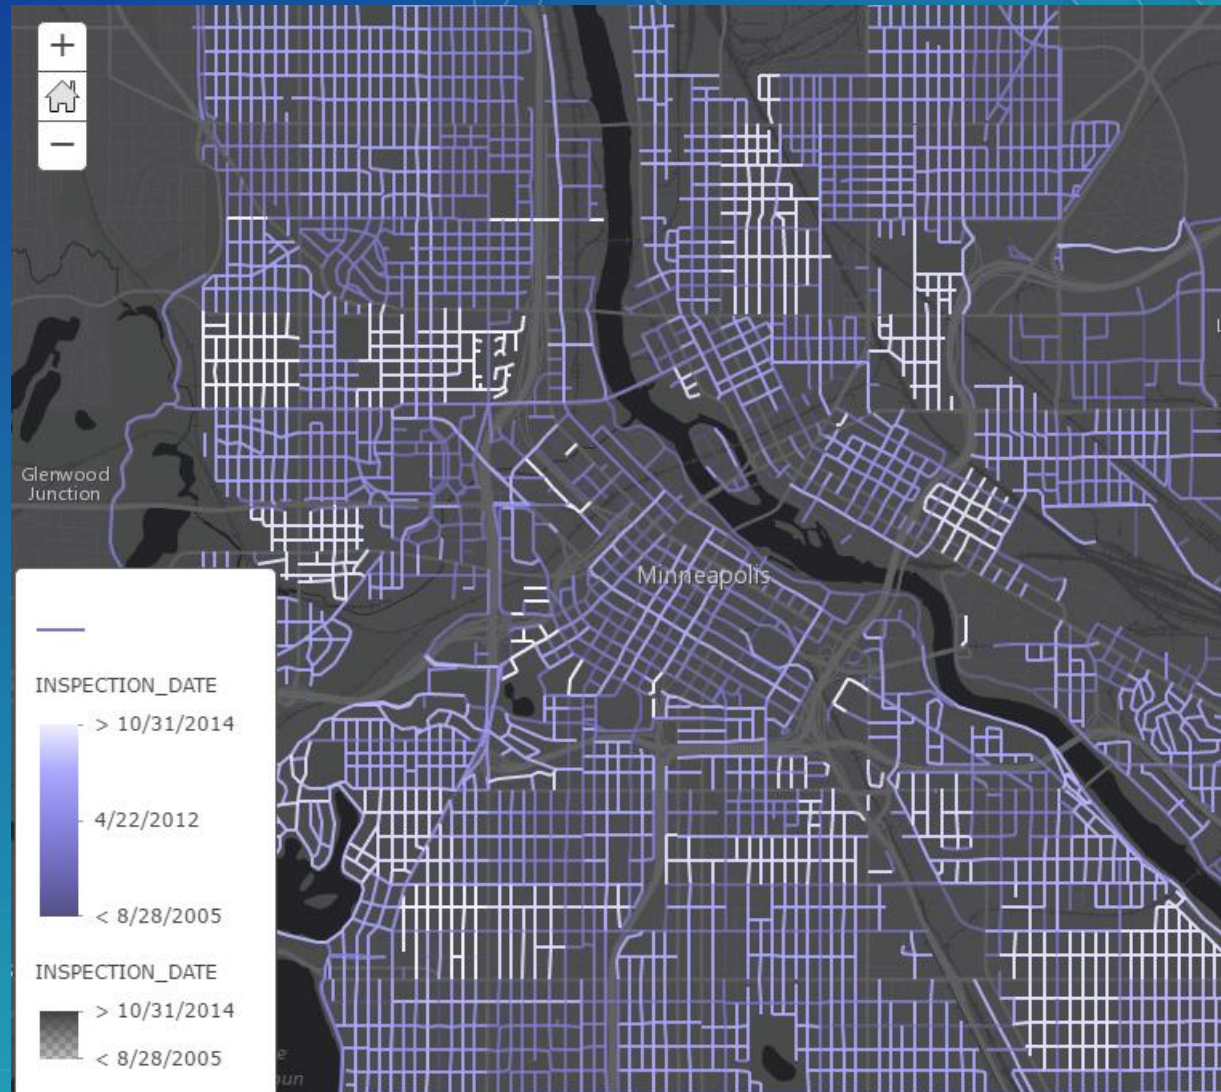 +
−
Glenwood
Junction
Minneapolis
INSPECTION_DATE
> 10/31/2014
4/22/2012
< 8/28/2005
INSPECTION_DATE
> 10/31/2014
< 8/28/2005